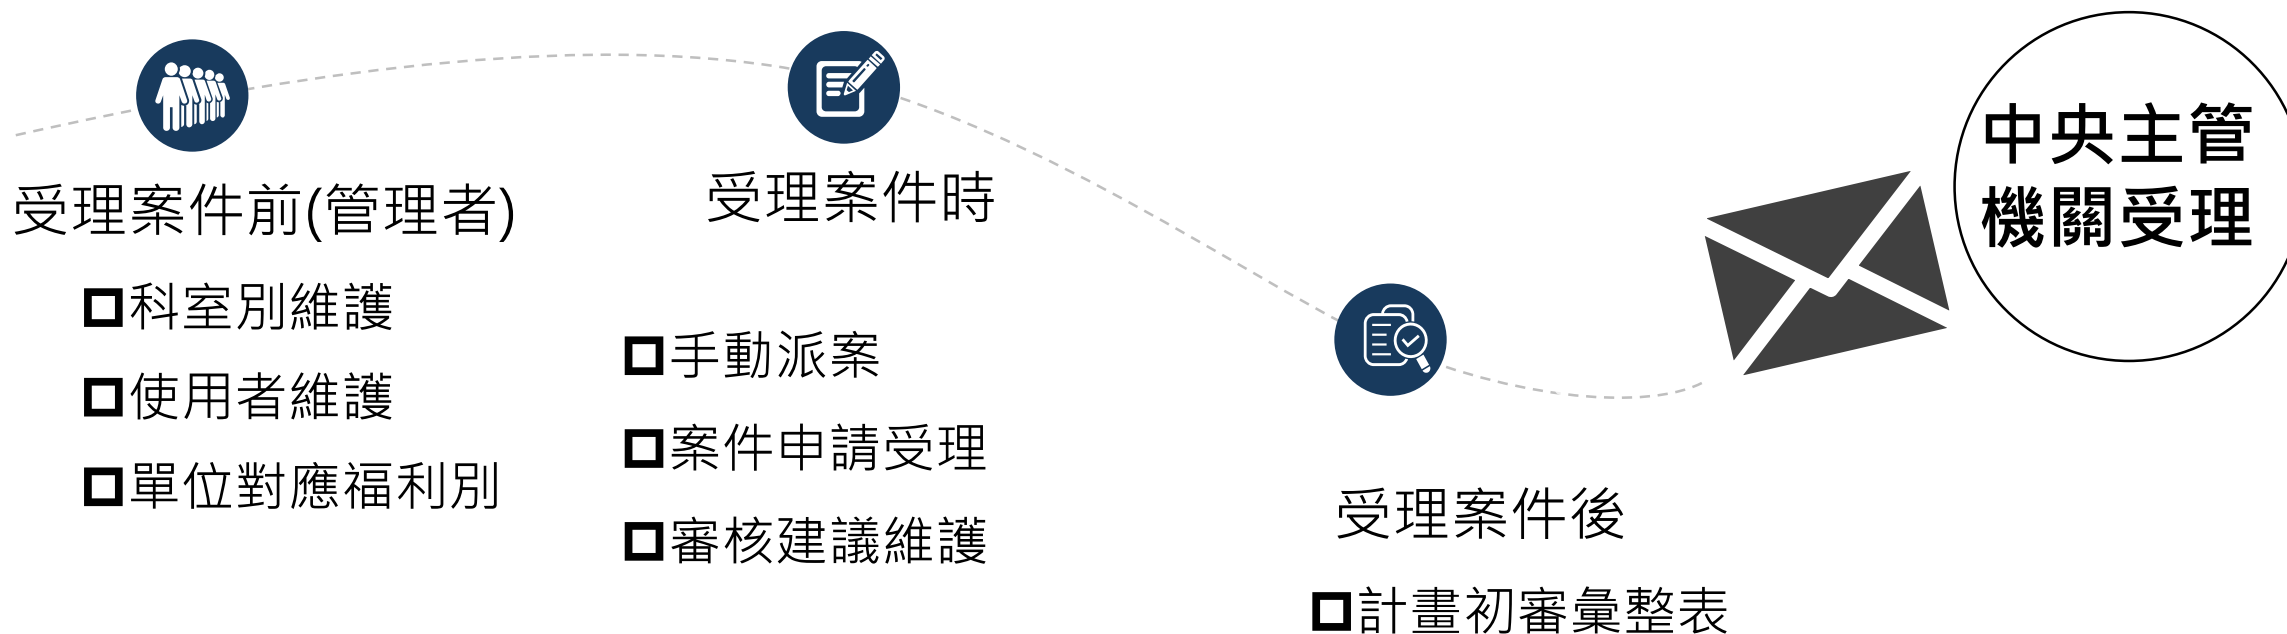 受理案件前(管理者)
科室別維護
使用者維護
單位對應福利別
受理案件時
手動派案
案件申請受理
審核建議維護
受理案件後
計畫初審彙整表
中央主管
機關受理